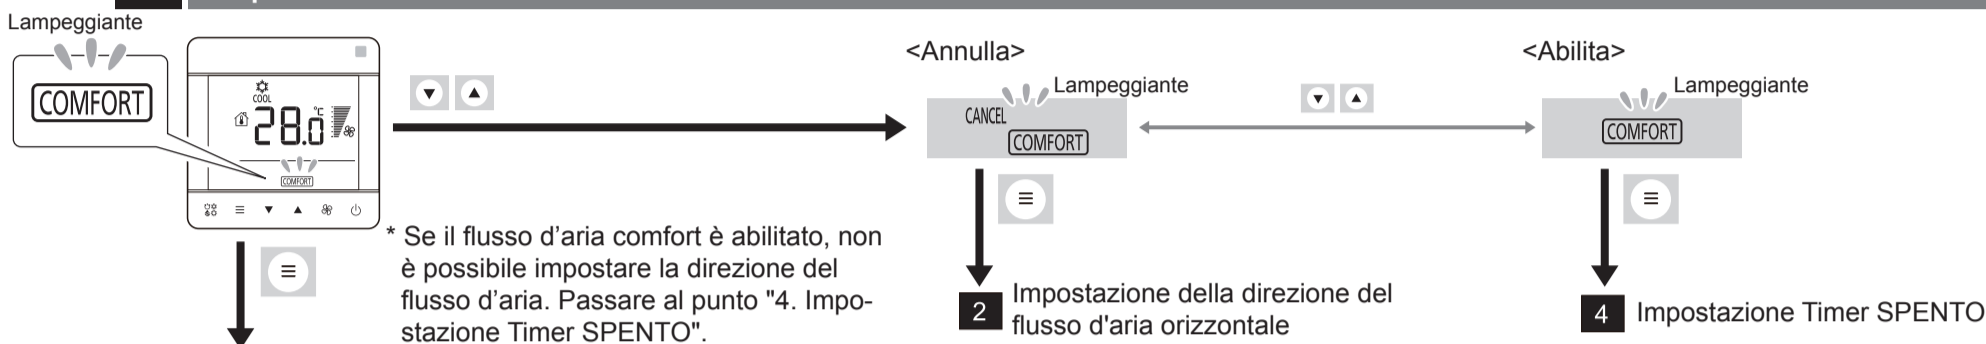 Lampeggiante
COMFORT
COOL
28.0 °C
COMFORT
* Se il flusso d'aria comfort è abilitato, non
è possibile impostare la direzione del
flusso d'aria. Passare al punto "4. Impo-
stazione Timer SPENTO".
<Annulla>
Lampeggiante
CANCEL
COMFORT
2 Impostazione della direzione del
flusso d'aria orizzontale
<Abilita>
Lampeggiante
COMFORT
4 Impostazione Timer SPENTO